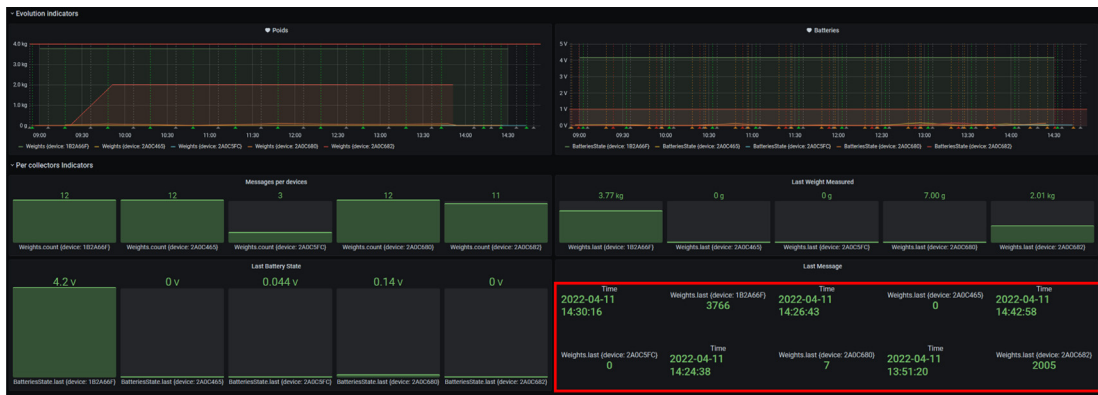 Evolution indicators
Poids
4.0 kg
3.0 kg
2.0 kg
1.0 kg
0 g
09:00 09:30 10:00 10:30 11:00 11:30 12:00 12:30 13:00 13:30 14:00 14:30
Weights (device: 1B2A66F) Weights (device: 2A0C465) Weights (device: 2A0C5FC) Weights (device: 2A0C680) Weights (device: 2A0C682)
Batteries
5 V
4 V
3 V
2 V
1 V
0 V
09:00 09:30 10:00 10:30 11:00 11:30 12:00 12:30 13:00 13:30 14:00 14:30
BatteriesState (device: 1B2A66F) BatteriesState (device: 2A0C465) BatteriesState (device: 2A0C5FC) BatteriesState (device: 2A0C680) BatteriesState (device: 2A0C682)
Per collectors Indicators
Messages per devices
12 12 3 12 11
Weights.count {device: 1B2A66F} Weights.count {device: 2A0C465} Weights.count {device: 2A0C5FC} Weights.count {device: 2A0C680} Weights.count {device: 2A0C682}
Last Weight Measured
3.77 kg 0 g 0 g 7.00 g 2.01 kg
Weights.last {device: 1B2A66F} Weights.last {device: 2A0C465} Weights.last {device: 2A0C5FC} Weights.last {device: 2A0C680} Weights.last {device: 2A0C682}
Last Battery State
4.2 V 0 V 0.044 V 0.14 V 0 V
BatteriesState.last {device: 1B2A66F} BatteriesState.last {device: 2A0C465} BatteriesState.last {device: 2A0C5FC} BatteriesState.last {device: 2A0C680} BatteriesState.last {device: 2A0C682}
Last Message
Time
2022-04-11
14:30:16
Weights.last {device: 1B2A66F}
3766
Time
2022-04-11
14:26:43
Weights.last {device: 2A0C465}
0
Time
2022-04-11
14:42:58
Weights.last {device: 2A0C5FC}
0
Time
2022-04-11
14:24:38
Weights.last {device: 2A0C680}
7
Time
2022-04-11
13:51:20
Weights.last {device: 2A0C682}
2005